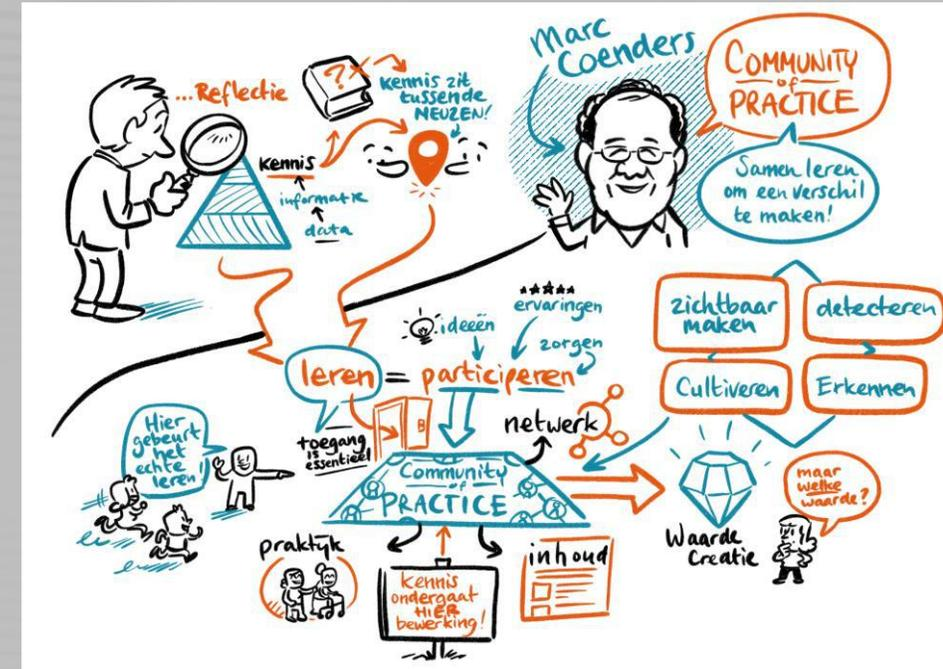 ...Reflectie
?
kennis
informatie
data
kennis zit
tussende
NEUZEN!
Marc
Coenders
COMMUNITY
of
PRACTICE
Samen leren
om een verschil
te maken!
zichtbaar
maken
detecteren
Cultiveren
Erkennen
ideeën
ervaringen
zorgen
leren = participeren
toegang
is
essentieel
netwerk
Hier
gebeurt
het
echte
leren!
Community
of
PRACTICE
praktijk
kennis
ondergaat
HIER
bewerking!
inhoud
Waarde
Creatie
maar
welke
waarde?